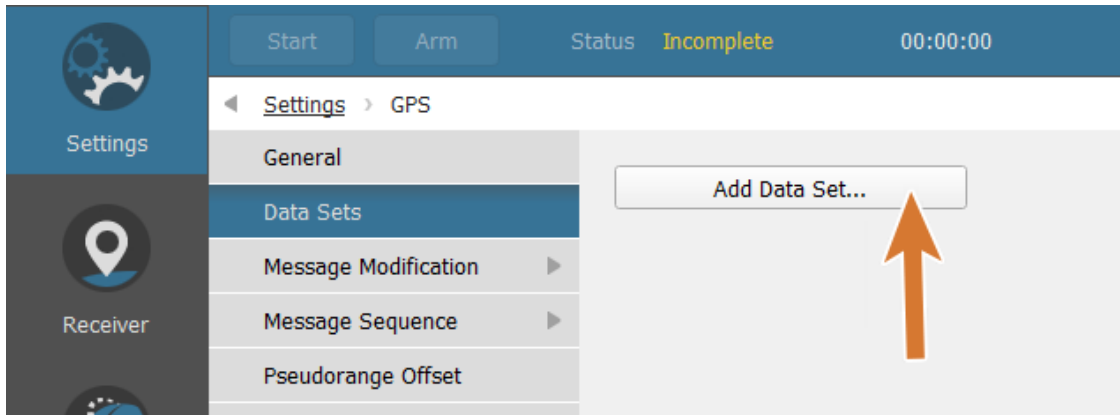 Start Arm Status Incomplete 00:00:00
Settings
Settings › GPS
General
Add Data Set...
Data Sets
Message Modification
Receiver
Message Sequence
Pseudorange Offset